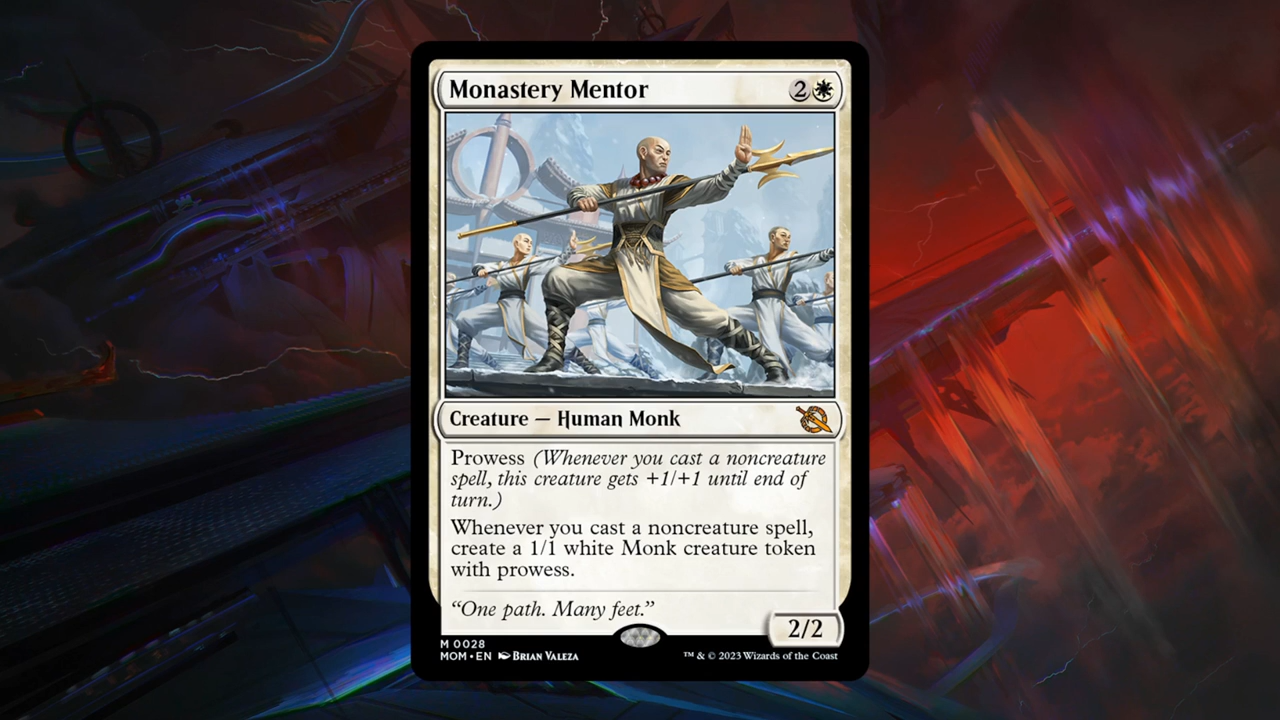 Monastery Mentor 2
Creature — Human Monk
Prowess (Whenever you cast a noncreature
spell, this creature gets +1/+1 until end of
turn.)
Whenever you cast a noncreature spell,
create a 1/1 white Monk creature token
with prowess.
“One path. Many feet.”
2/2
M 0028
MOM • EN Brian Valeza
™ & © 2023 Wizards of the Coast